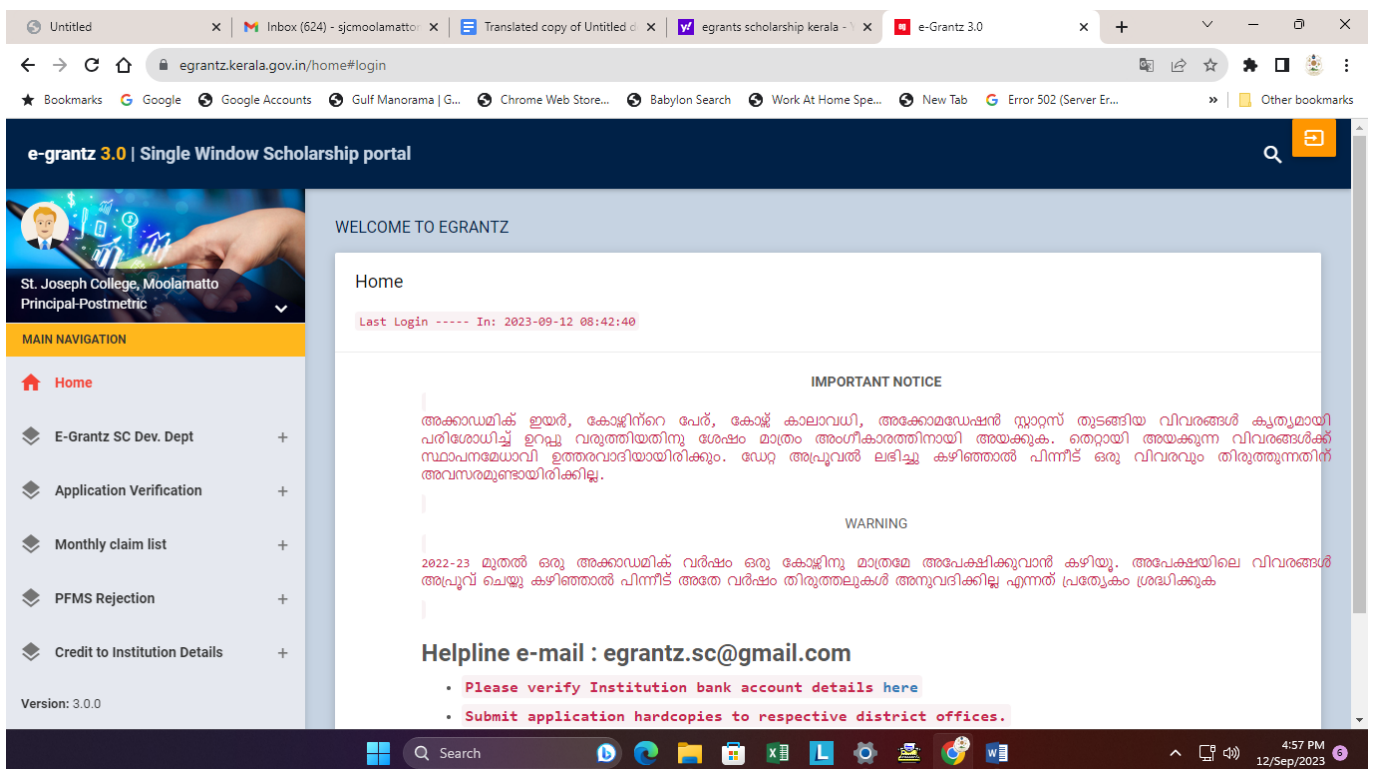 Untitled
Inbox (624) - sjcmoolamatto
Translated copy of Untitled d
egrants scholarship kerala - Y
e-Grantz 3.0
egrantz.kerala.gov.in/home#login
Bookmarks Google Google Accounts Gulf Manorama | G... Chrome Web Store... Babylon Search Work At Home Spe... New Tab Error 502 (Server Er... » Other bookmarks
e-grantz 3.0 | Single Window Scholarship portal
St. Joseph College, Moolamatto
Principal-Postmetric
MAIN NAVIGATION
Home
E-Grantz SC Dev. Dept +
Application Verification +
Monthly claim list +
PFMS Rejection +
Credit to Institution Details +
Version: 3.0.0
WELCOME TO EGRANTZ
Home
Last Login ----- In: 2023-09-12 08:42:40
IMPORTANT NOTICE
അക്കാഡമിക് ഇയർ, കോഴ്സിന്റെ പേര്, കോഴ്സ് കാലാവധി, അക്കോമഡേഷൻ സ്റ്റാറ്റസ് തുടങ്ങിയ വിവരങ്ങൾ കൃത്യമായി
പരിശോധിച്ച് ഉറപ്പു വരുത്തിയതിനു ശേഷം മാത്രം അംഗീകാരത്തിനായി അയക്കുക. തെറ്റായി അയക്കുന്ന വിവരങ്ങൾക്ക്
സ്ഥാപനമേധാവി ഉത്തരവാദിയായിരിക്കും. ഡേറ്റ അപ്രൂവൽ ലഭിച്ചു കഴിഞ്ഞാൽ പിന്നീട് ഒരു വിവരവും തിരുത്തുന്നതിന്
അവസരമുണ്ടായിരിക്കില്ല.
WARNING
2022-23 മുതൽ ഒരു അക്കാഡമിക് വർഷം ഒരു കോഴ്സിനു മാത്രമേ അപേക്ഷിക്കുവാൻ കഴിയൂ. അപേക്ഷയിലെ വിവരങ്ങൾ
അപ്രൂവ് ചെയ്തു കഴിഞ്ഞാൽ പിന്നീട് അതേ വർഷം തിരുത്തലുകൾ അനുവദിക്കില്ല എന്നത് പ്രത്യേകം ശ്രദ്ധിക്കുക
Helpline e-mail : egrantz.sc@gmail.com
Please verify Institution bank account details here
Submit application hardcopies to respective district offices.
Search
4:57 PM
12/Sep/2023
6